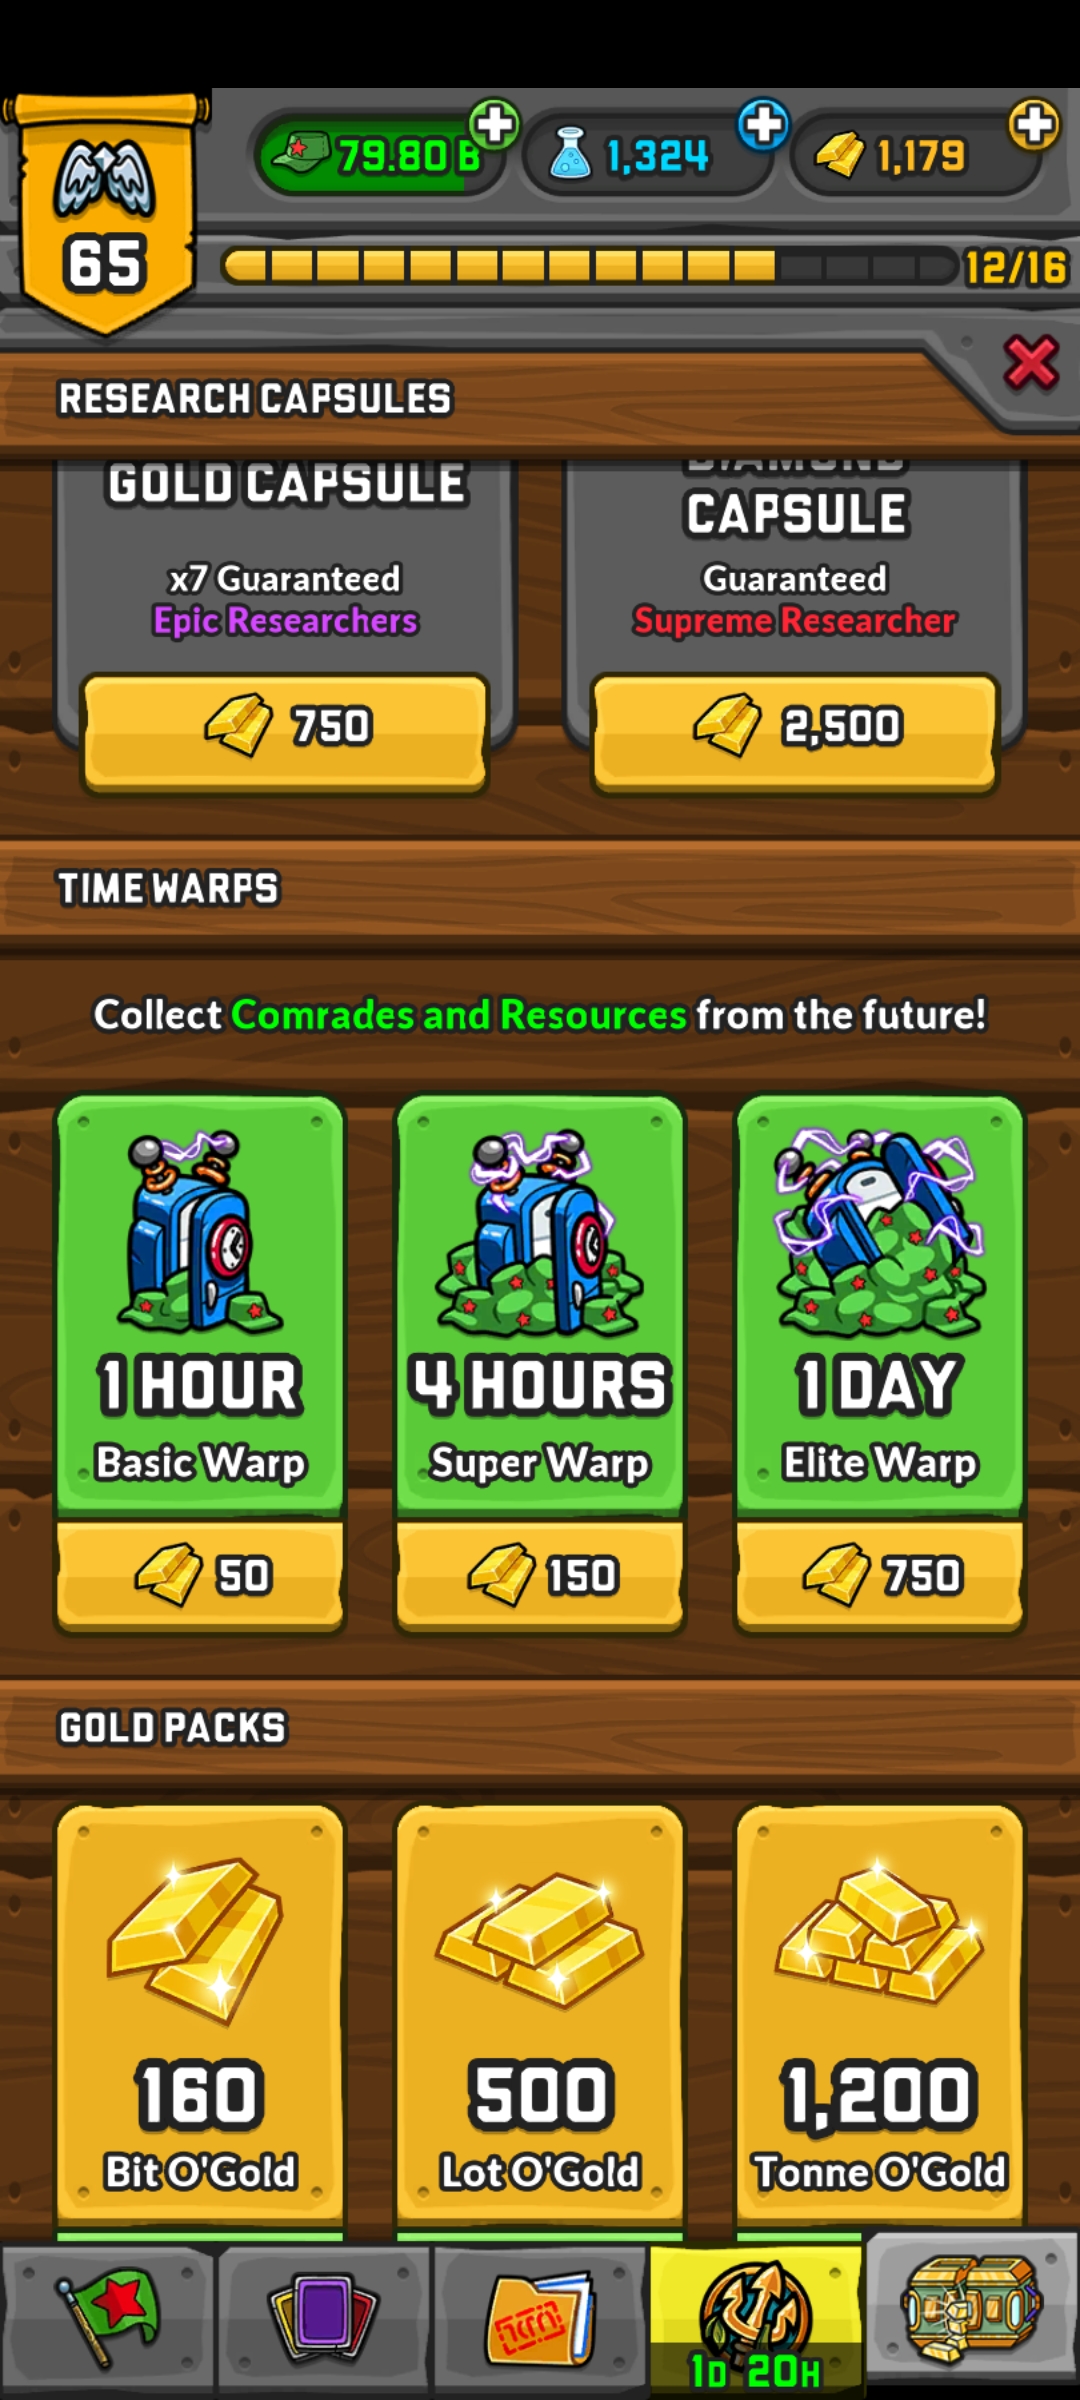 79.80 B
1,324
1,179
65
12/16
RESEARCH CAPSULES
GOLD CAPSULE
DIAMOND
CAPSULE
x7 Guaranteed
Epic Researchers
Guaranteed
Supreme Researcher
750
2,500
TIME WARPS
Collect Comrades and Resources from the future!
1 HOUR
4 HOURS
1 DAY
Basic Warp
Super Warp
Elite Warp
50
150
750
GOLD PACKS
160
500
1,200
Bit O'Gold
Lot O'Gold
Tonne O'Gold
1D 20H